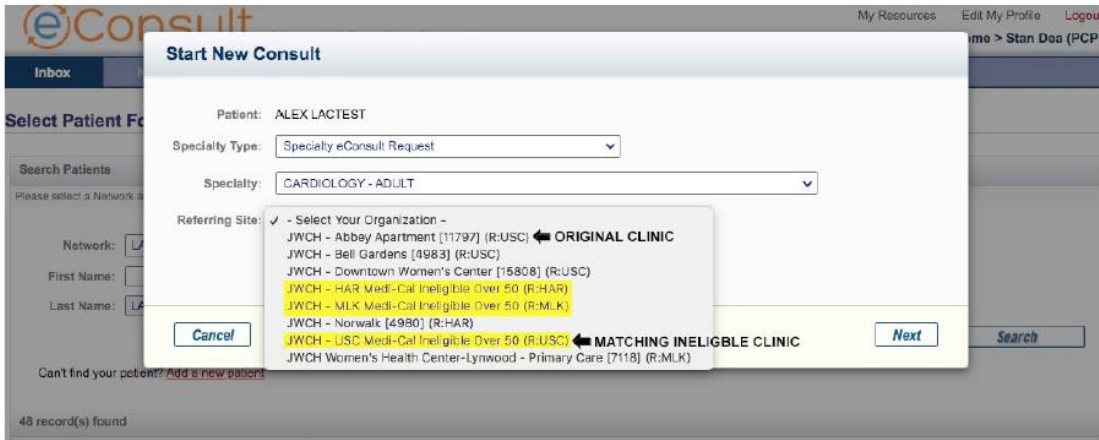 eConsult
My Resources Edit My Profile Logou
ome > Stan Dea (PCP
Inbox
Start New Consult
Select Patient Fo
Patient: ALEX LACTEST
Specialty Type: Specialty eConsult Request
Search Patients
Please select a Network a
Specialty: CARDIOLOGY - ADULT
Referring Site: ✓ - Select Your Organization -
JWCH - Abbey Apartment [11797] (R:USC) ORIGINAL CLINIC
JWCH - Bell Gardens [4983] (R:USC)
JWCH - Downtown Women's Center [15808] (R:USC)
JWCH - HAR Medi-Cal Ineligible Over 50 (R:HAR)
JWCH - MLK Medi-Cal Ineligible Over 50 (R:MLK)
JWCH - Norwalk [4980] (R:HAR)
JWCH - USC Medi-Cal Ineligible Over 50 (R:USC) MATCHING INELIGBLE CLINIC
JWCH Women's Health Center-Lynwood - Primary Care [7118] (R:MLK)
Network: LA
First Name:
Last Name: LA
Cancel Next Search
Can't find your patient? Add a new patient
48 record(s) found